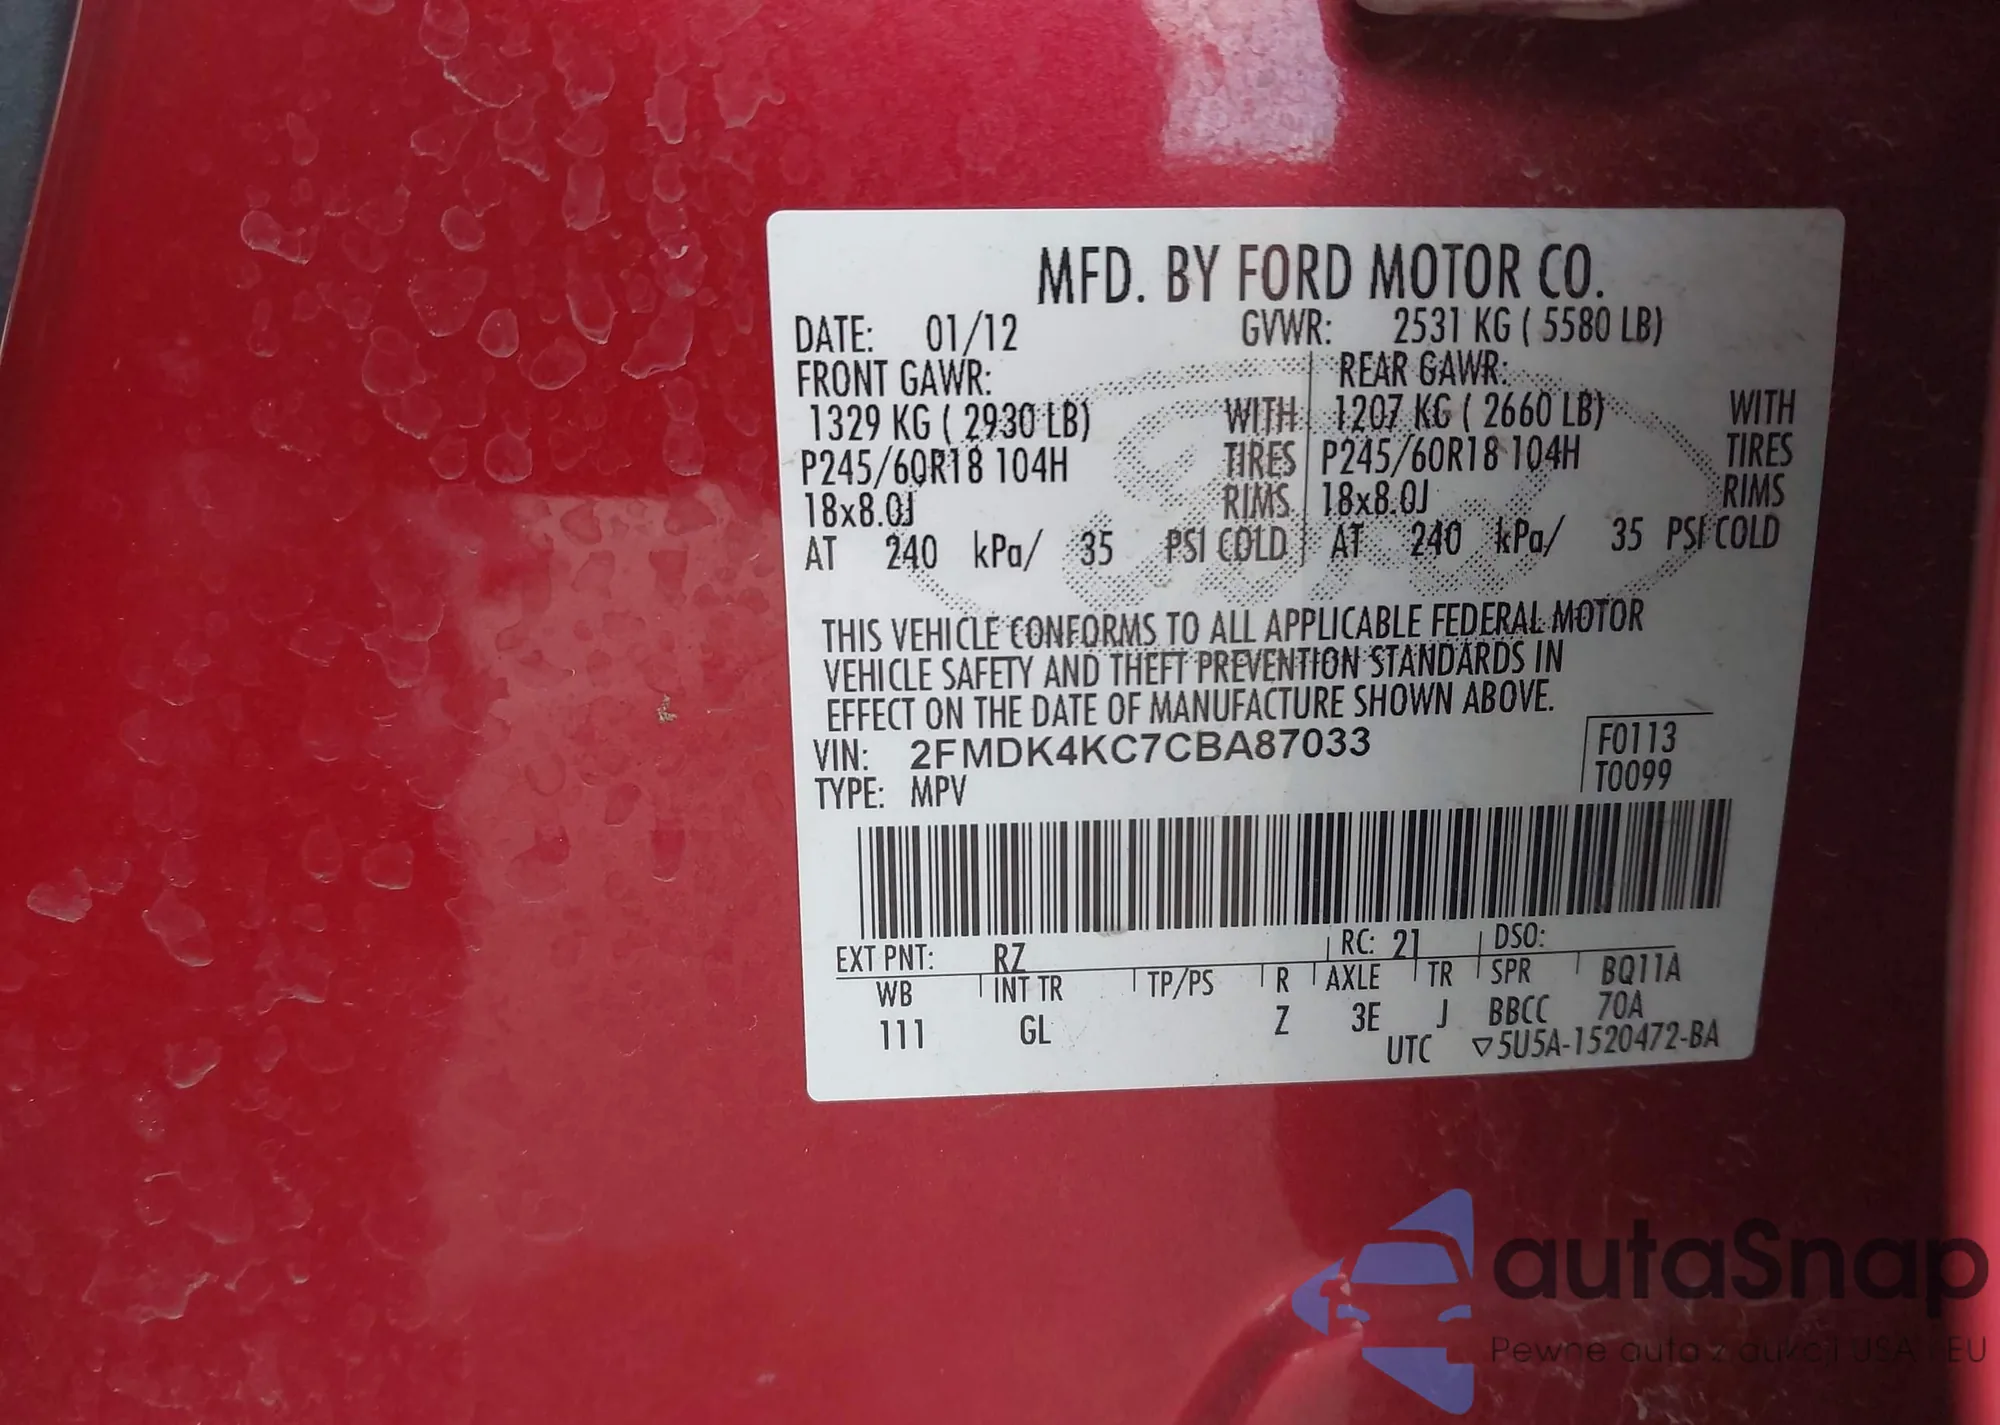 MFD. BY FORD MOTOR CO.
DATE: 01/12 GVWR: 2531 KG ( 5580 LB)
FRONT GAWR: REAR GAWR:
1329 KG ( 2930 LB) WITH 1207 KG ( 2660 LB) WITH
P245/60R18 104H TIRES P245/60R18 104H TIRES
18x8.0J RIMS 18x8.0J RIMS
AT 240 kPa/ 35 PSI COLD AT 240 kPa/ 35 PSI COLD
THIS VEHICLE CONFORMS TO ALL APPLICABLE FEDERAL MOTOR
VEHICLE SAFETY AND THEFT PREVENTION STANDARDS IN
EFFECT ON THE DATE OF MANUFACTURE SHOWN ABOVE.
VIN: 2FMDK4KC7CBA87033 F0113
TYPE: MPV T0099
EXT PNT: RZ RC: 21 DSO:
WB INT TR TP/PS R AXLE TR SPR BQ11A
111 GL Z 3E J BBCC 70A
UTC ▽5U5A-1520472-BA
autaSnap
Pewne auto z aukcji USA i EU